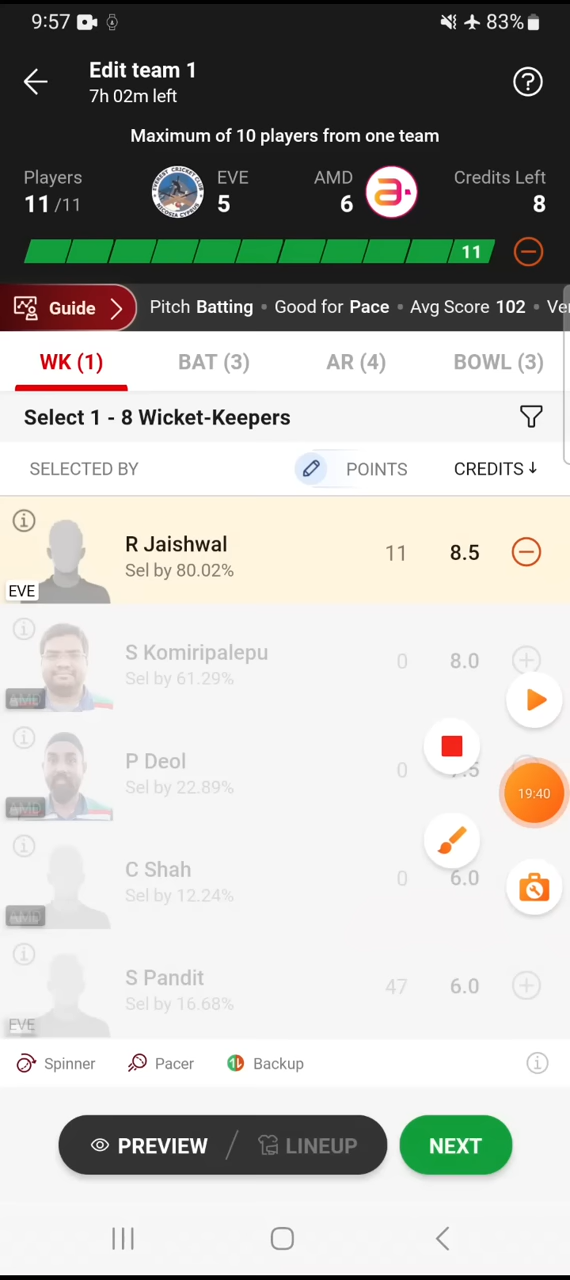 9:57 83%
Edit team 1
7h 02m left
Maximum of 10 players from one team
Players EVE AMD Credits Left
11/11 5 6 8
11
Guide Pitch Batting • Good for Pace • Avg Score 102 • Ve
WK (1) BAT (3) AR (4) BOWL (3)
Select 1 - 8 Wicket-Keepers
SELECTED BY POINTS CREDITS↓
R Jaishwal 11 8.5
Sel by 80.02%
EVE
S Komiripalepu 0 8.0
Sel by 61.29%
P Deol 0
Sel by 22.89%
19:40
C Shah 0 6.0
Sel by 12.24%
S Pandit 47 6.0
Sel by 16.68%
EVE
Spinner Pacer Backup
PREVIEW / LINEUP NEXT